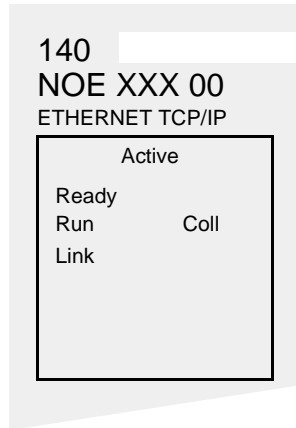 140
NOE XXX 00
ETHERNET TCP/IP
Active
Ready
Run Coll
Link